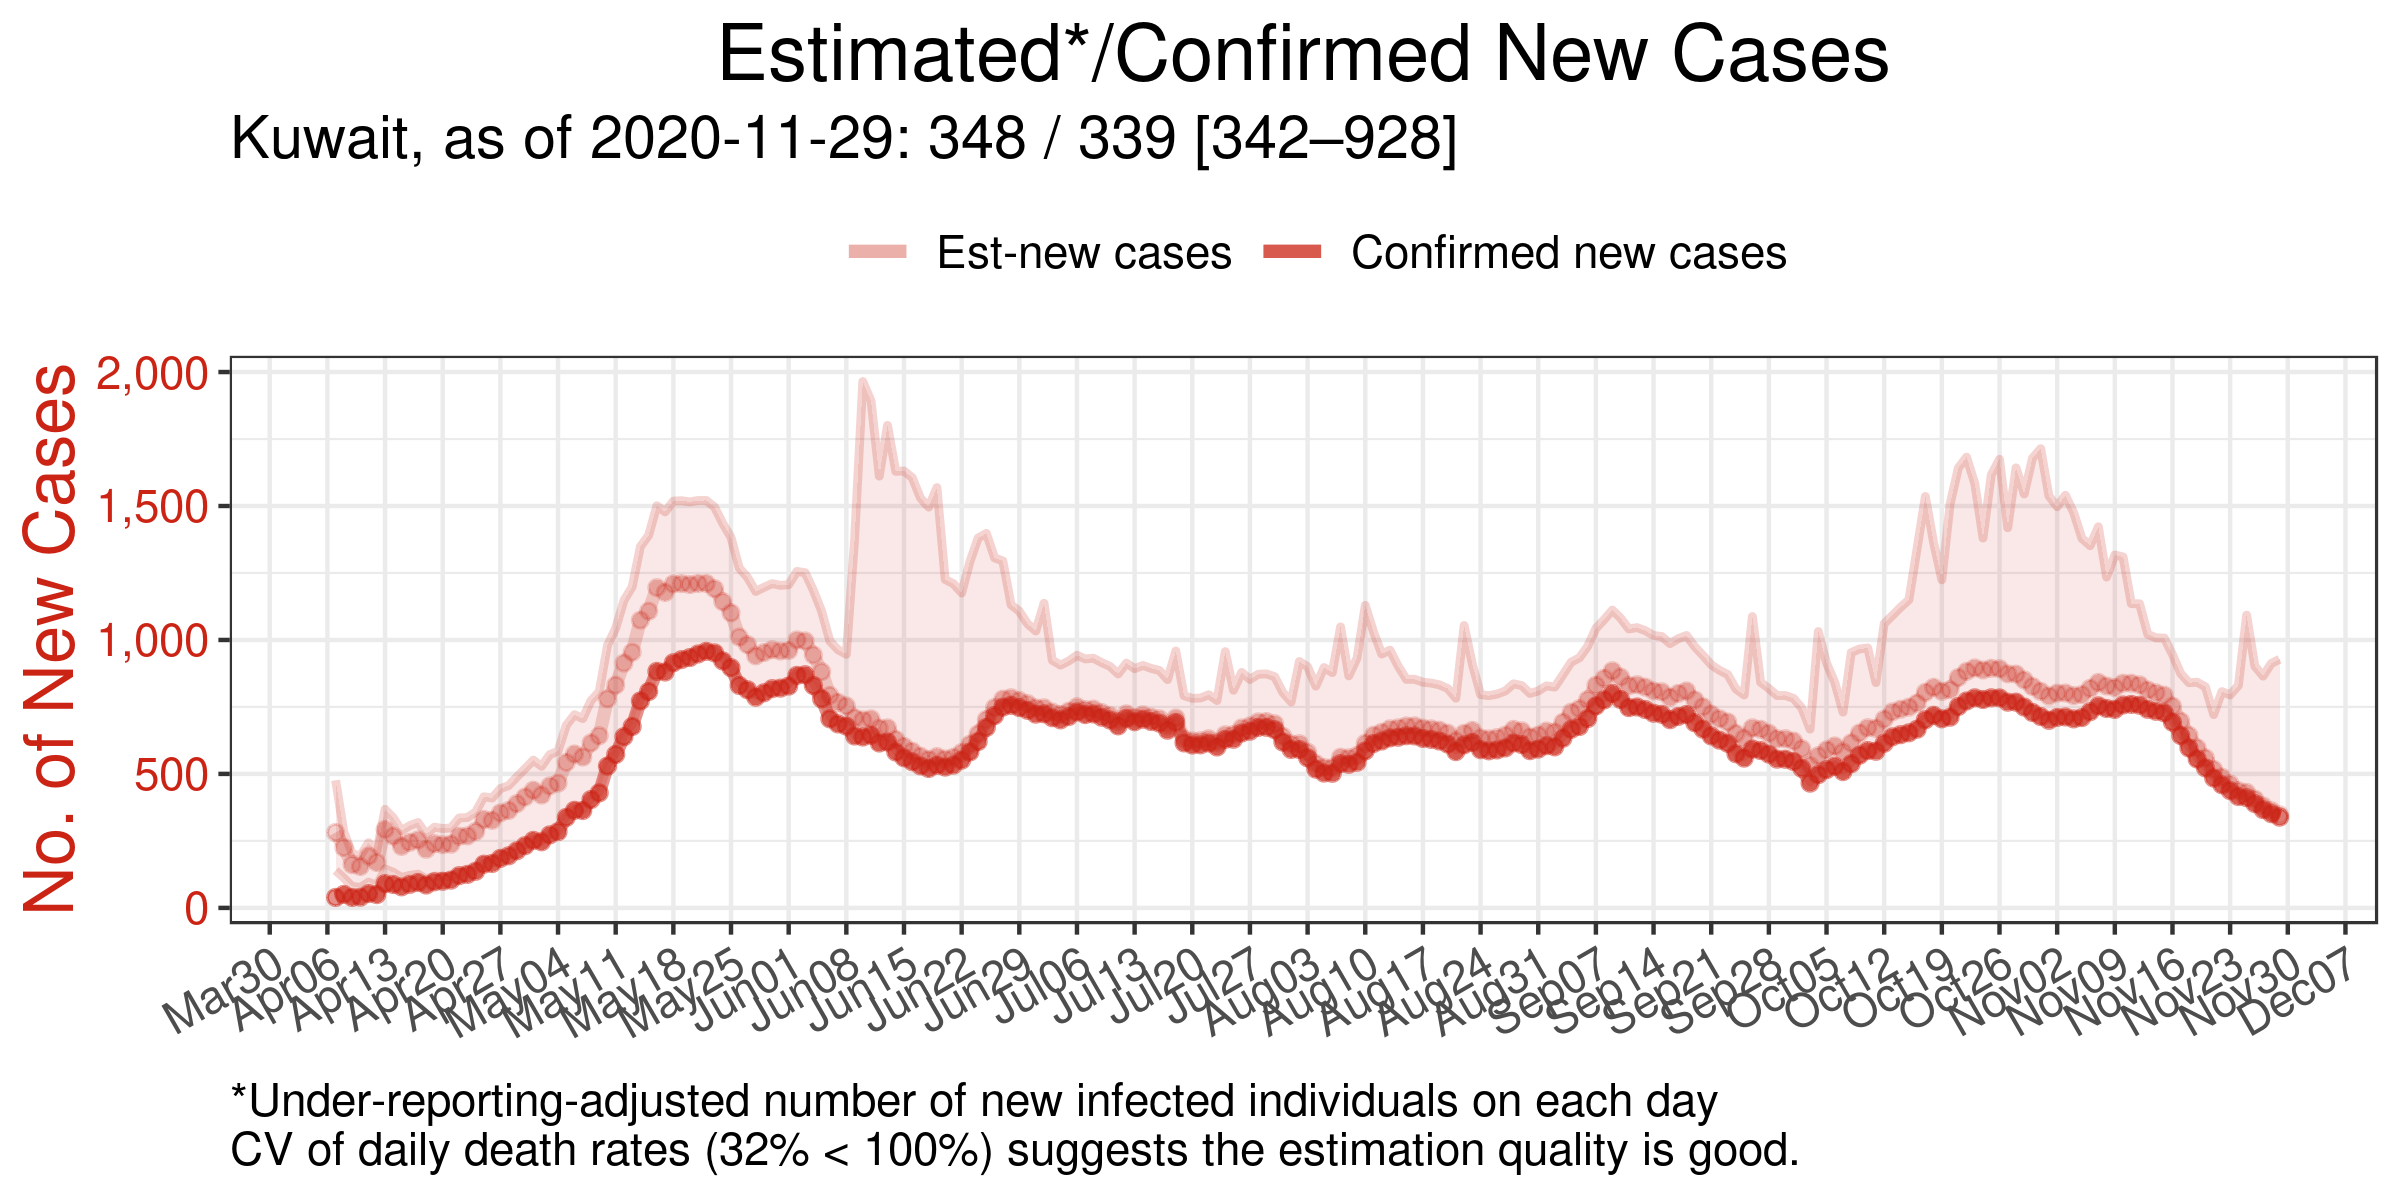 Estimated*/Confirmed New Cases
Kuwait, as of 2020-11-29: 348 / 339 [342–928]
Est-new cases
Confirmed new cases
No. of New Cases
2,000
1,500
1,000
500
0
Mar30
Apr06
Apr13
Apr20
Apr27
May04
May11
May18
May25
Jun01
Jun08
Jun15
Jun22
Jun29
Jul06
Jul13
Jul20
Jul27
Aug03
Aug10
Aug17
Aug24
Aug31
Sep07
Sep14
Sep21
Sep28
Oct05
Oct12
Oct19
Oct26
Nov02
Nov09
Nov16
Nov23
Nov30
Dec07
*Under-reporting-adjusted number of new infected individuals on each day
CV of daily death rates (32% < 100%) suggests the estimation quality is good.